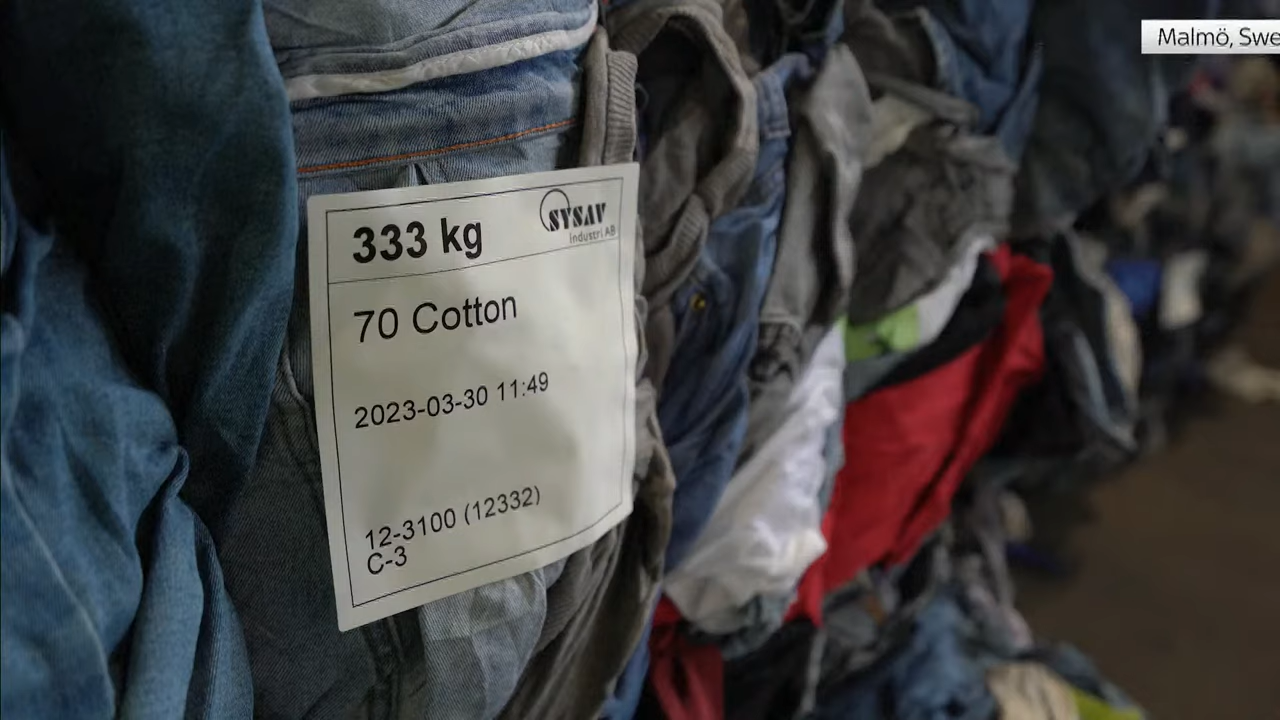 Malmö, Swe
333 kg
SYSAV
Industri AB
70 Cotton
2023-03-30 11:49
12-3100 (12332)
C-3